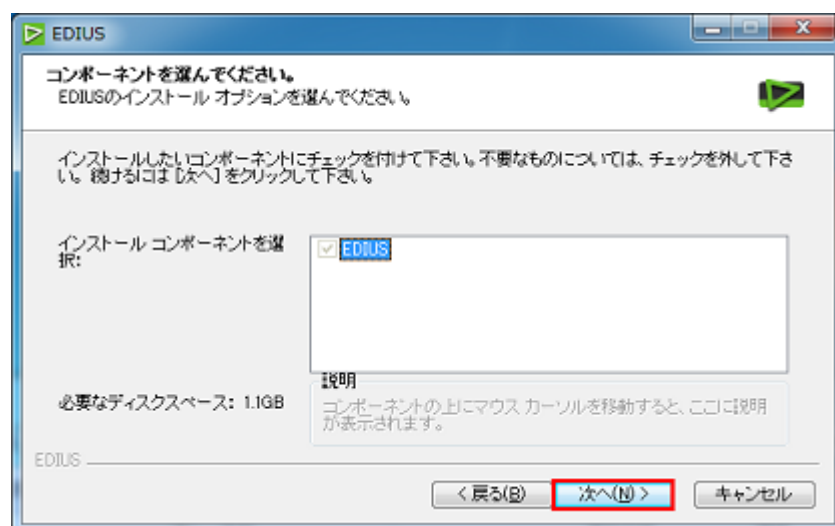 EDIUS
コンポーネントを選んでください。
EDIUSのインストール オプションを選んでください。
インストールしたいコンポーネントにチェックを付けて下さい。不要なものについては、チェックを外して下さ
い。続けるには [次へ] をクリックして下さい。
インストール コンポーネントを選
択:
EDIUS
必要なディスクスペース: 1.1GB
説明
コンポーネントの上にマウス カーソルを移動すると、ここに説明
が表示されます。
EDIUS
< 戻る(B)
次へ(N) >
キャンセル